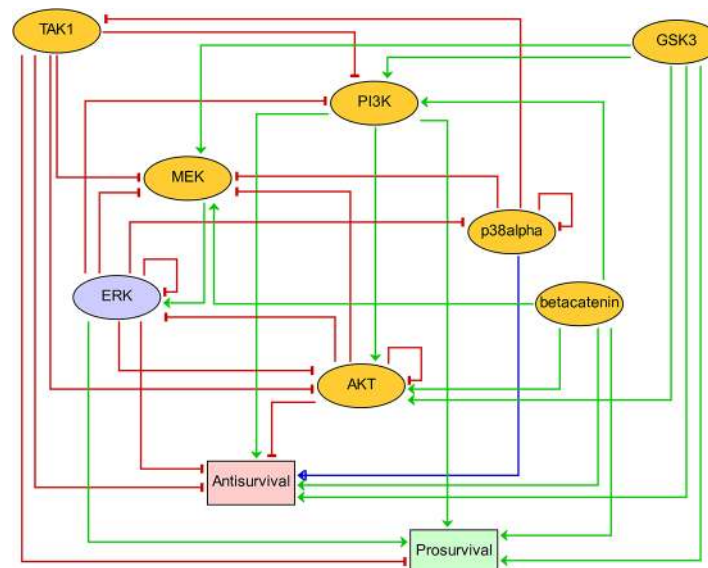 TAK1
GSK3
PI3K
MEK
p38alpha
ERK
betacatenin
AKT
Antisurvival
Prosurvival